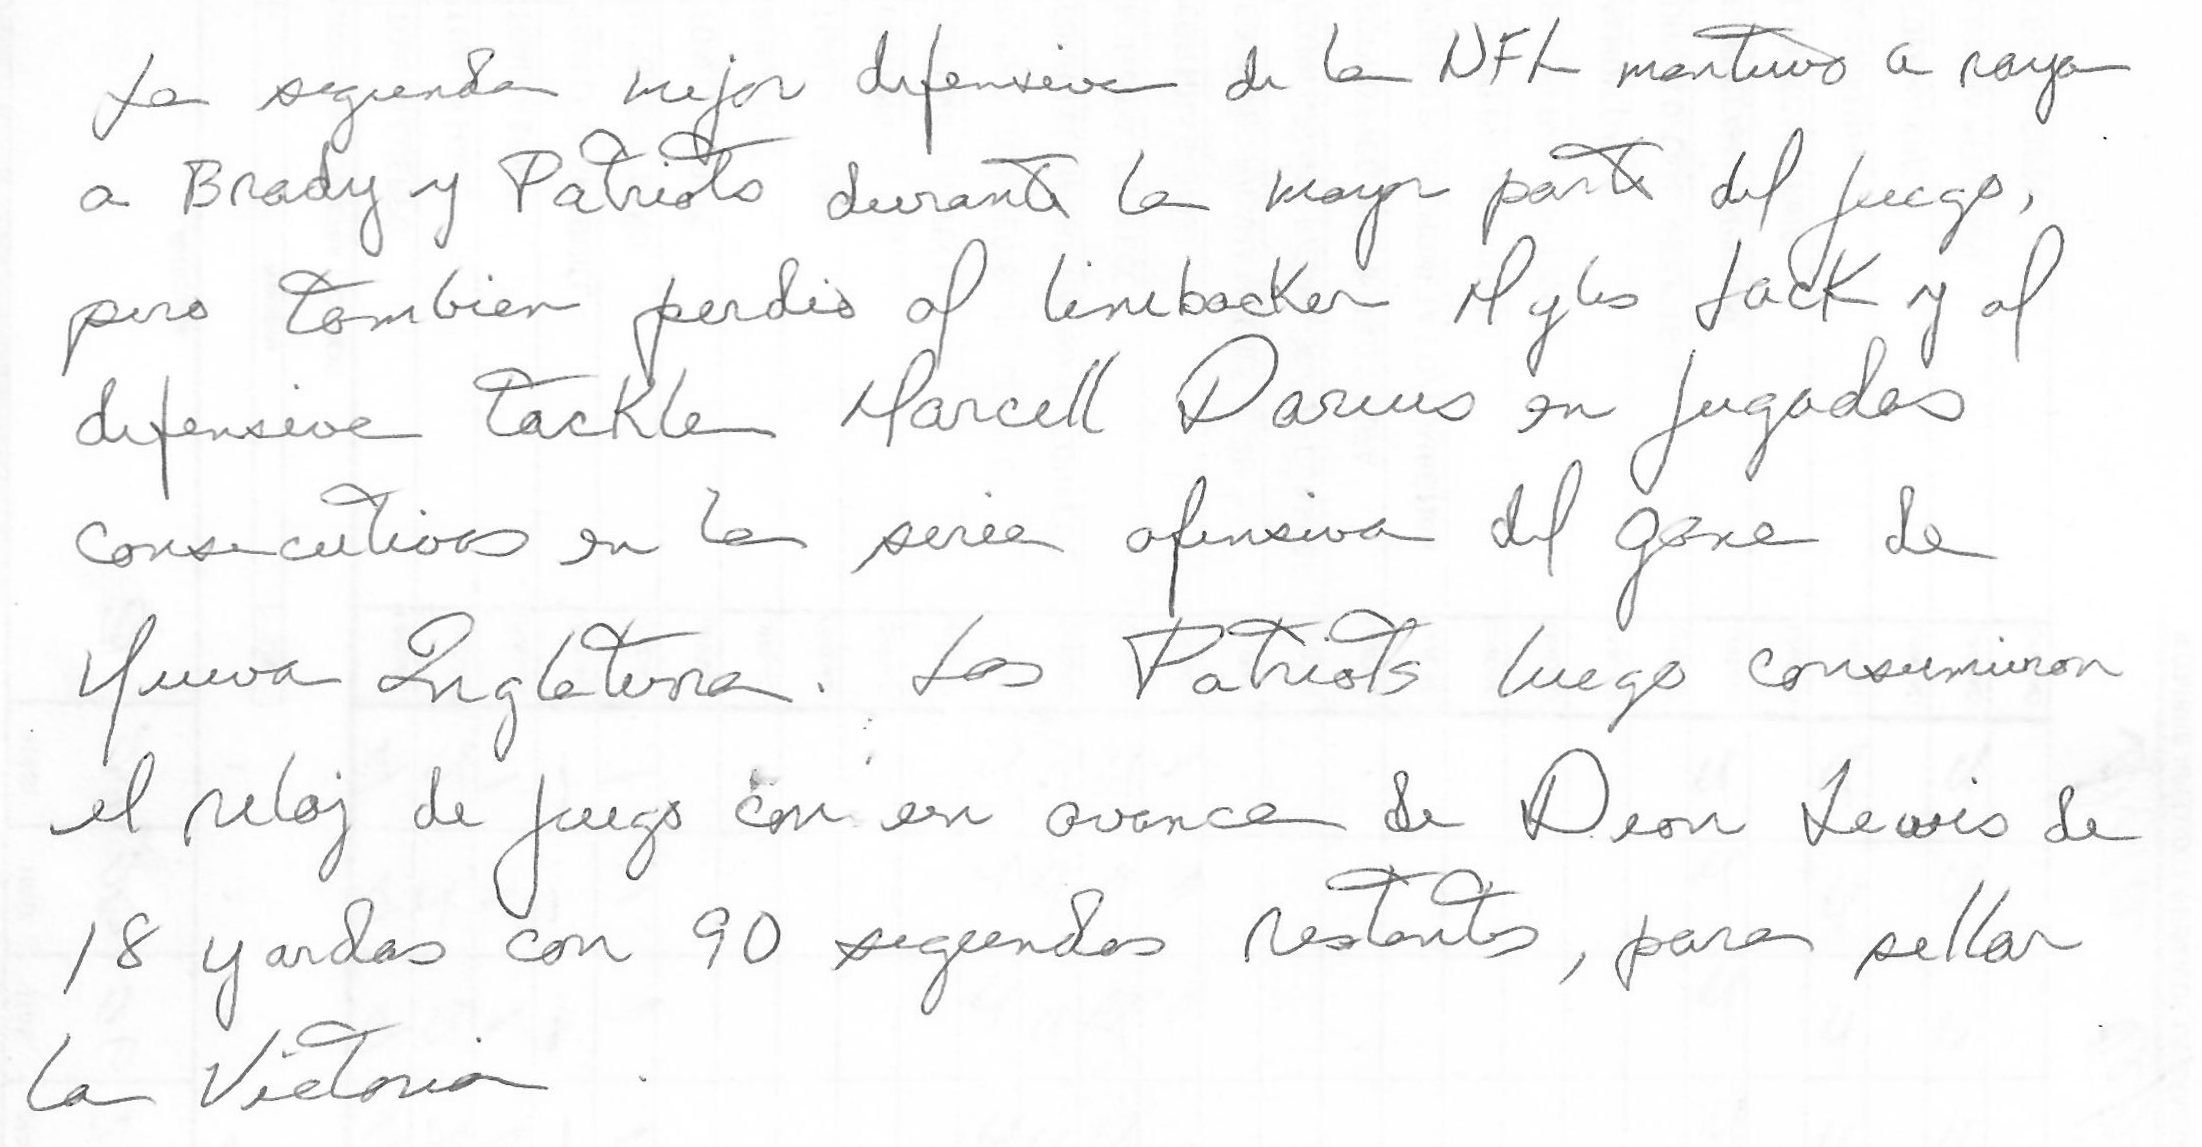 La segunda mejor defensiva de la NFL mantuvo a raya
a Brady y Patriots durante la mayor parte del juego,
pero tambien perdio al linebacker Myles Jack y al
defensive tackle Marcell Darius en jugadas
consecutivas en la serie ofensiva del gane de
Nueva Inglaterra. Los Patriots luego consumieron
el reloj de juego con un avance de Deon Lewis de
18 yardas con 90 segundos restantes, para sellar
la Victoria.